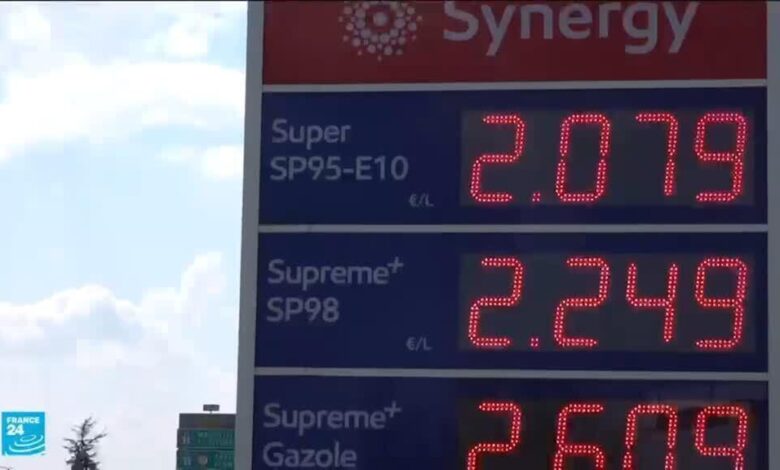 Synergy
Super
SP95-E10
€/L
2.079
Supreme+
SP98
€/L
2.249
Supreme+
Gazole
2.609
FRANCE
24